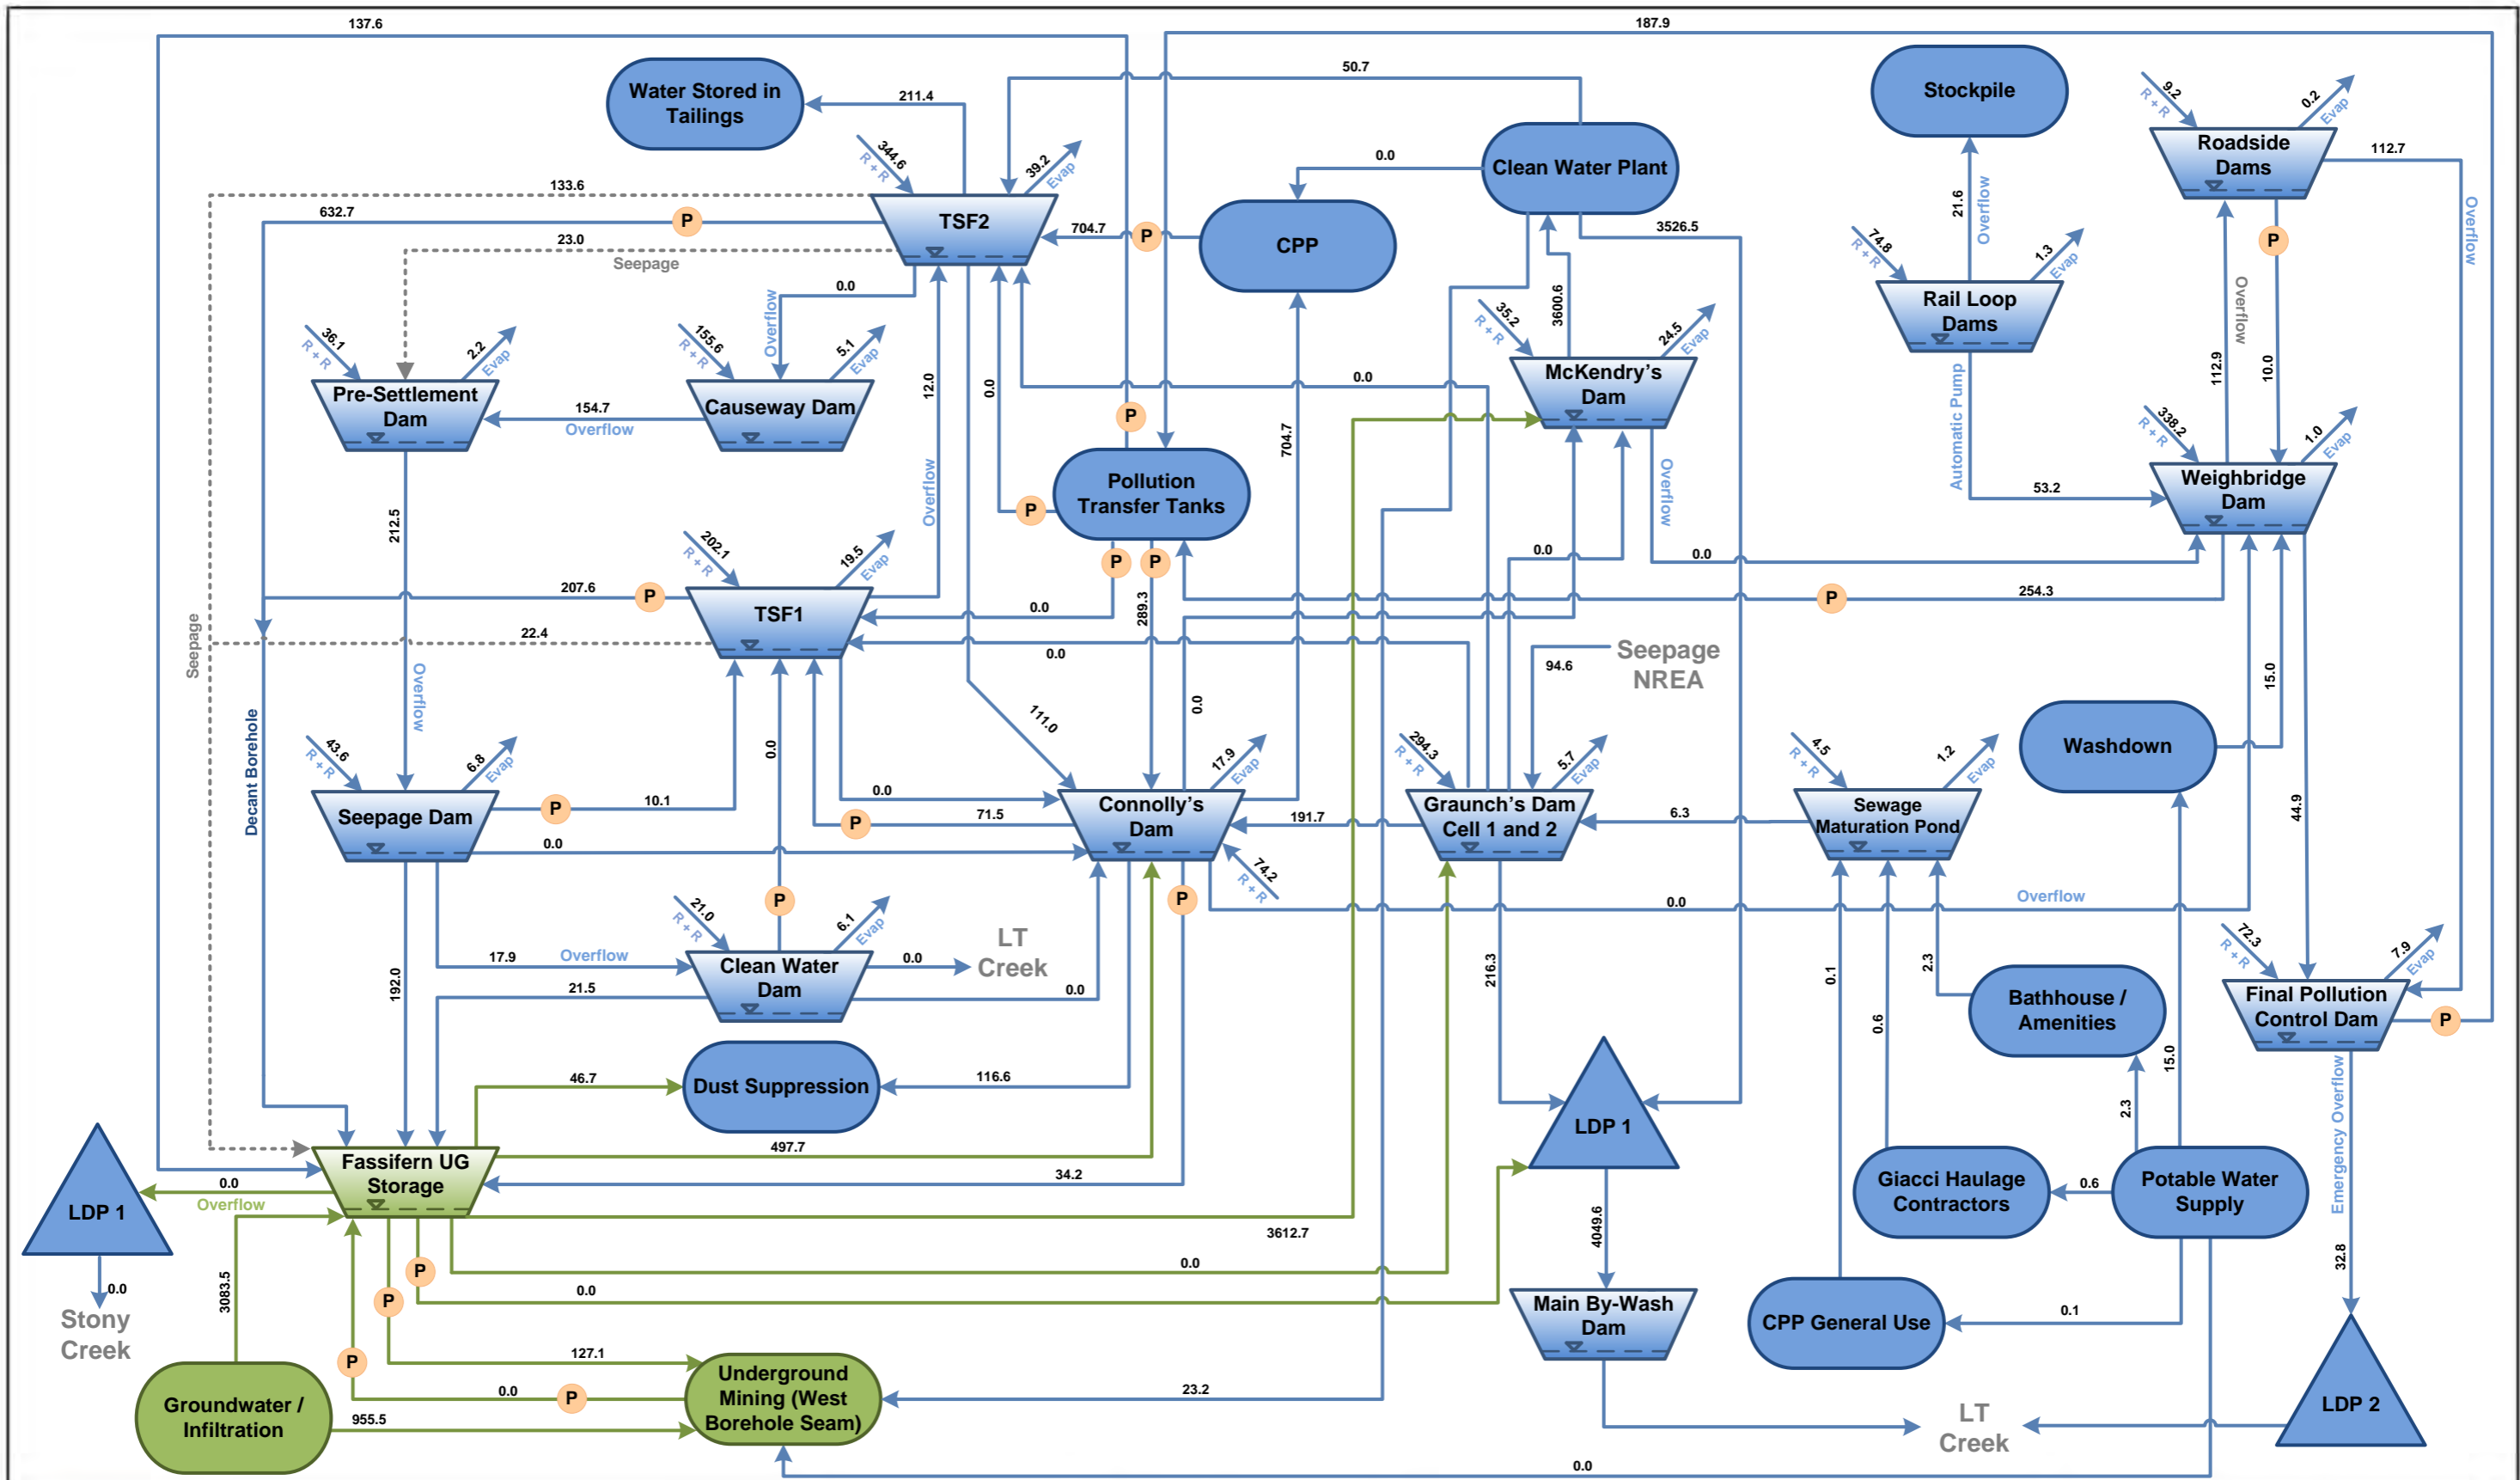 137.6
187.9
50.7
Water Stored in
Tailings
211.4
Stockpile
9.2
R + R
0.2
Evap
Roadside
Dams
112.7
Overflow
344.6
R + R
39.2
Evap
Clean Water Plant
0.0
133.6
632.7
P
TSF2
704.7
P
CPP
3526.5
23.0
Seepage
21.6
Overflow
P
74.8
R + R
1.3
Evap
Rail Loop
Dams
0.0
Overflow
3600.6
35.2
R + R
24.5
Evap
McKendry's
Dam
112.9
Overflow
10.0
36.1
R + R
2.2
Evap
Pre-Settlement
Dam
155.6
R + R
5.1
Evap
Causeway Dam
154.7
Overflow
12.0
Overflow
0.0
0.0
P
704.7
Automatic Pump
53.2
338.2
R + R
1.0
Evap
Weighbridge
Dam
Pollution
Transfer Tanks
P
P
P
Overflow
0.0
0.0
212.5
202.1
R + R
19.5
Evap
TSF1
207.6
P
0.0
289.3
254.3
P
22.4
Seepage
0.0
0.0
Seepage
NREA
94.6
Overflow
111.0
15.0
Decant Borehole
43.6
R + R
6.8
Evap
Seepage Dam
P
10.1
0.0
0.0
0.0
71.5
P
Connolly's
Dam
17.9
Evap
74.2
R + R
191.7
294.3
R + R
5.7
Evap
Graunch's Dam
Cell 1 and 2
6.3
4.5
R + R
1.2
Evap
Sewage
Maturation Pond
Washdown
44.9
P
P
0.0
Overflow
21.0
R + R
6.1
Evap
Clean Water
Dam
17.9
Overflow
21.5
0.0
LT
Creek
0.0
192.0
216.3
0.1
0.6
2.3
Bathhouse /
Amenities
15.0
2.3
72.3
R + R
7.9
Evap
Final Pollution
Control Dam
P
46.7
Dust Suppression
116.6
LDP 1
Emergency Overflow
32.8
LDP 1
0.0
Overflow
Fassifern UG
Storage
497.7
34.2
3612.7
Giacci Haulage
Contractors
0.6
Potable Water
Supply
0.0
Stony
Creek
3083.5
P
P
0.0
0.0
4049.6
Main By-Wash
Dam
CPP General Use
0.1
P
127.1
0.0
P
Underground
Mining (West
Borehole Seam)
23.2
Groundwater /
Infiltration
955.5
LT
Creek
LDP 2
0.0